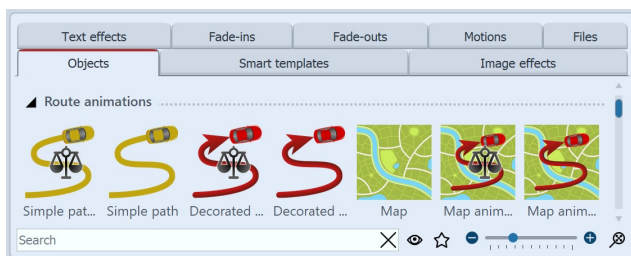 Text effects Fade-ins Fade-outs Motions Files
Objects Smart templates Image effects
Route animations
Simple pat... Simple path Decorated ... Decorated ... Map Map anim... Map anim...
Search